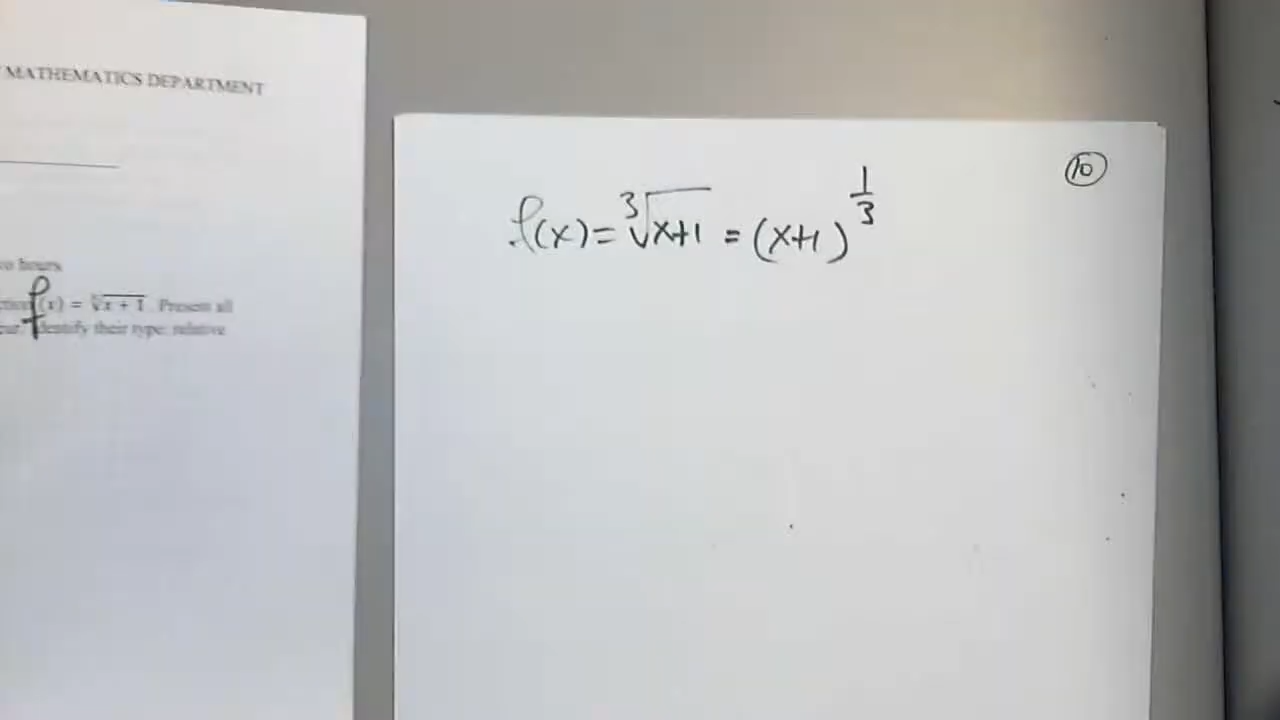 MATHEMATICS DEPARTMENT
hours
f(x) = ∛x + 1. Present all
identify their type: relative
10
f(x) = ∛x+1 = (x+1)^1/3